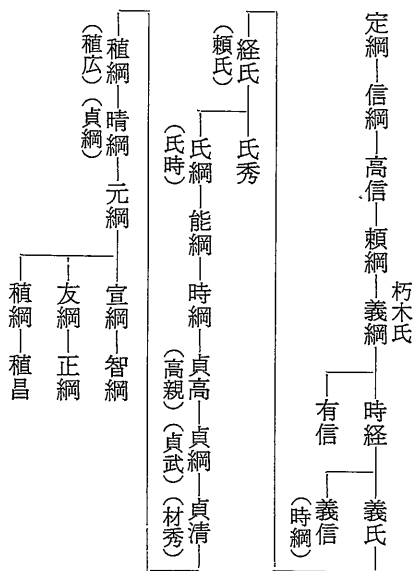 朽木氏
定綱―信綱―高信―頼綱―義綱
時経
有信
義氏
義信
(時綱)
経氏
(頼氏)
氏秀
氏綱―能綱―時綱―貞高―貞綱―貞清
(氏時)
(高親)
(貞武)
(材秀)
稙綱―晴綱―元綱
(稙広)
(貞綱)
宣綱―智綱
友綱―正綱
稙綱―稙昌